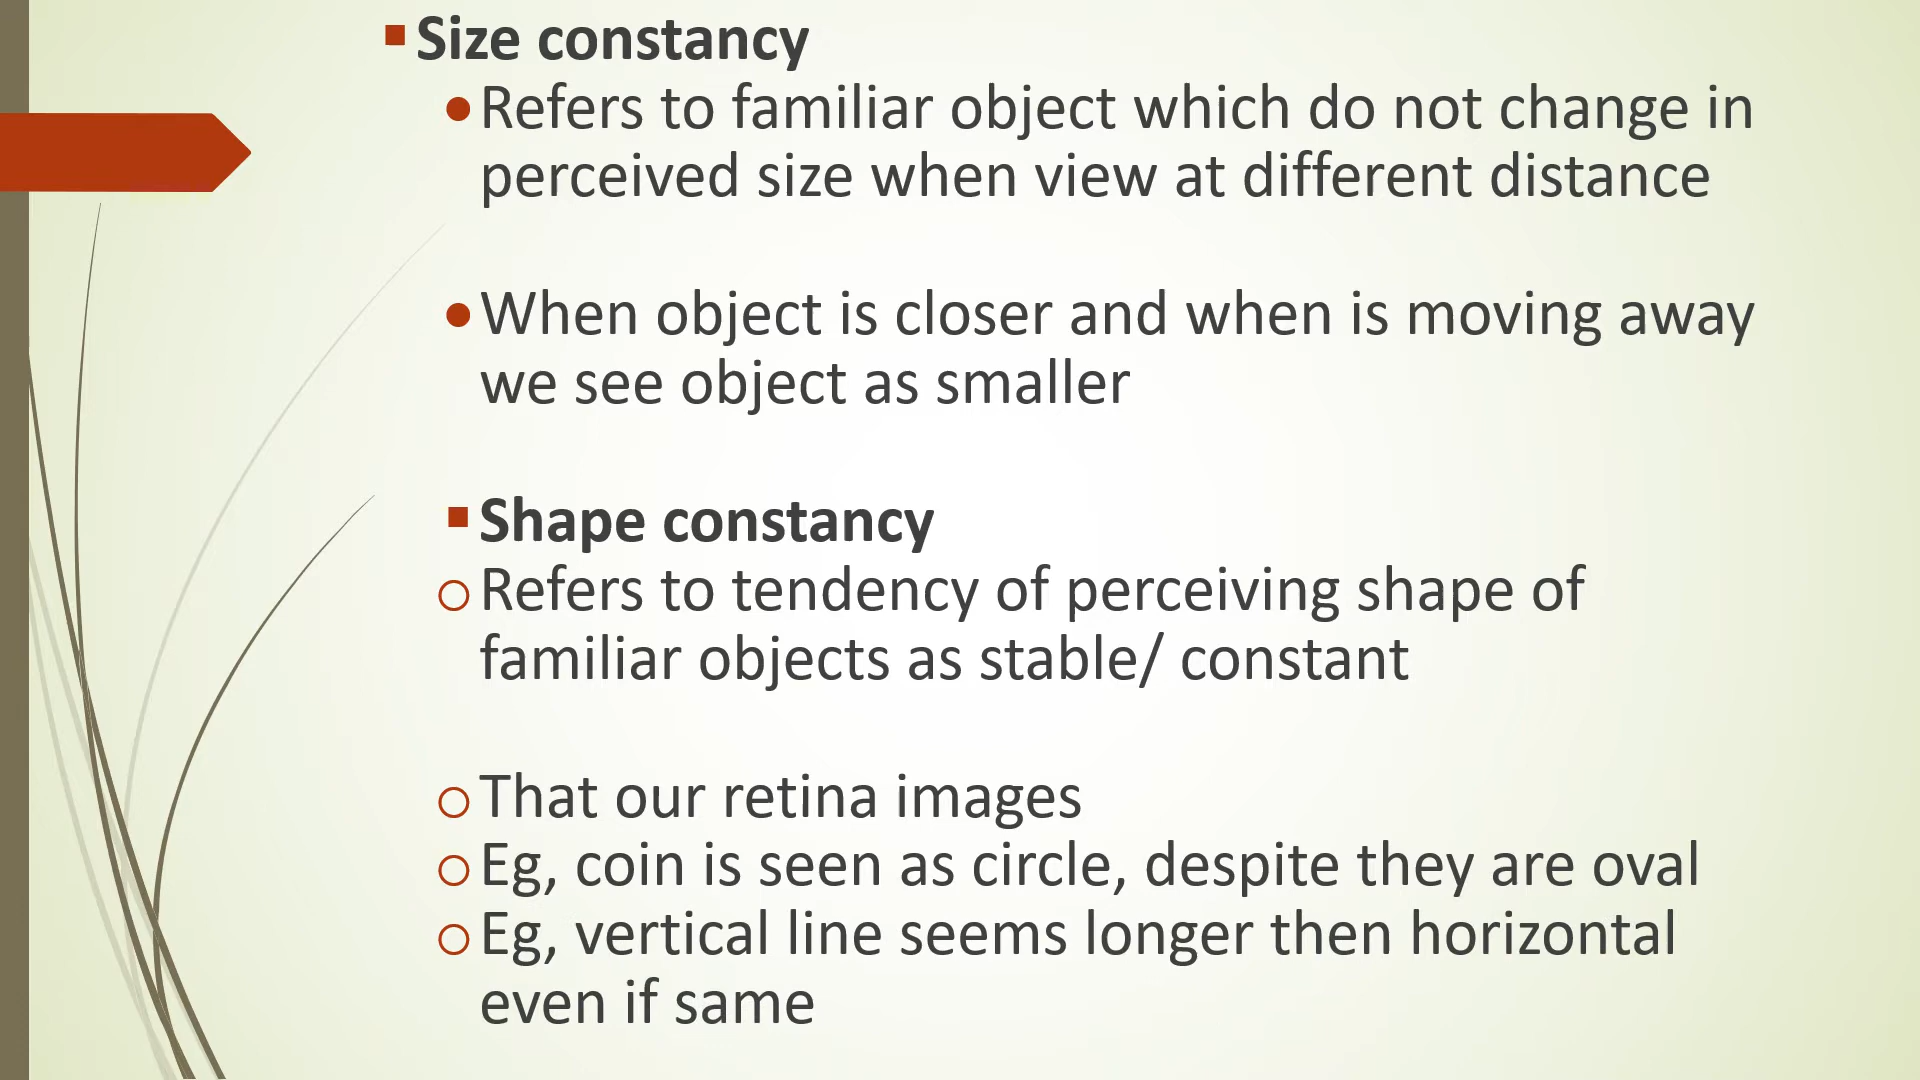 Size constancy
Refers to familiar object which do not change in
perceived size when view at different distance
When object is closer and when is moving away
we see object as smaller
Shape constancy
Refers to tendency of perceiving shape of
familiar objects as stable/ constant
That our retina images
Eg, coin is seen as circle, despite they are oval
Eg, vertical line seems longer then horizontal
even if same